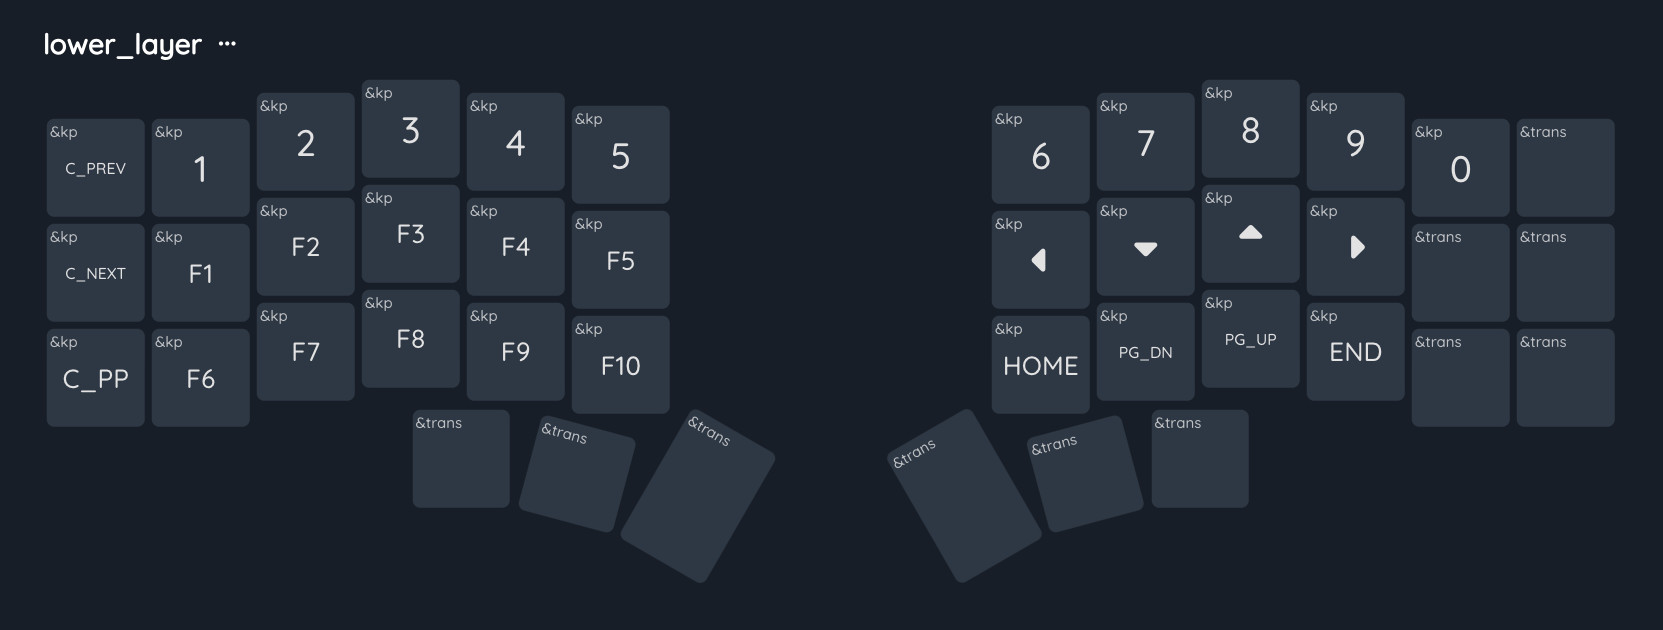 lower_layer ···
&kp C_PREV &kp 1 &kp 2 &kp 3 &kp 4 &kp 5 &kp 6 &kp 7 &kp 8 &kp 9 &kp 0 &trans
&kp C_NEXT &kp F1 &kp F2 &kp F3 &kp F4 &kp F5 &kp &kp &kp &kp &trans &trans
&kp C_PP &kp F6 &kp F7 &kp F8 &kp F9 &kp F10 &kp HOME &kp PG_DN &kp PG_UP &kp END &trans &trans
&trans &trans &trans &trans &trans &trans